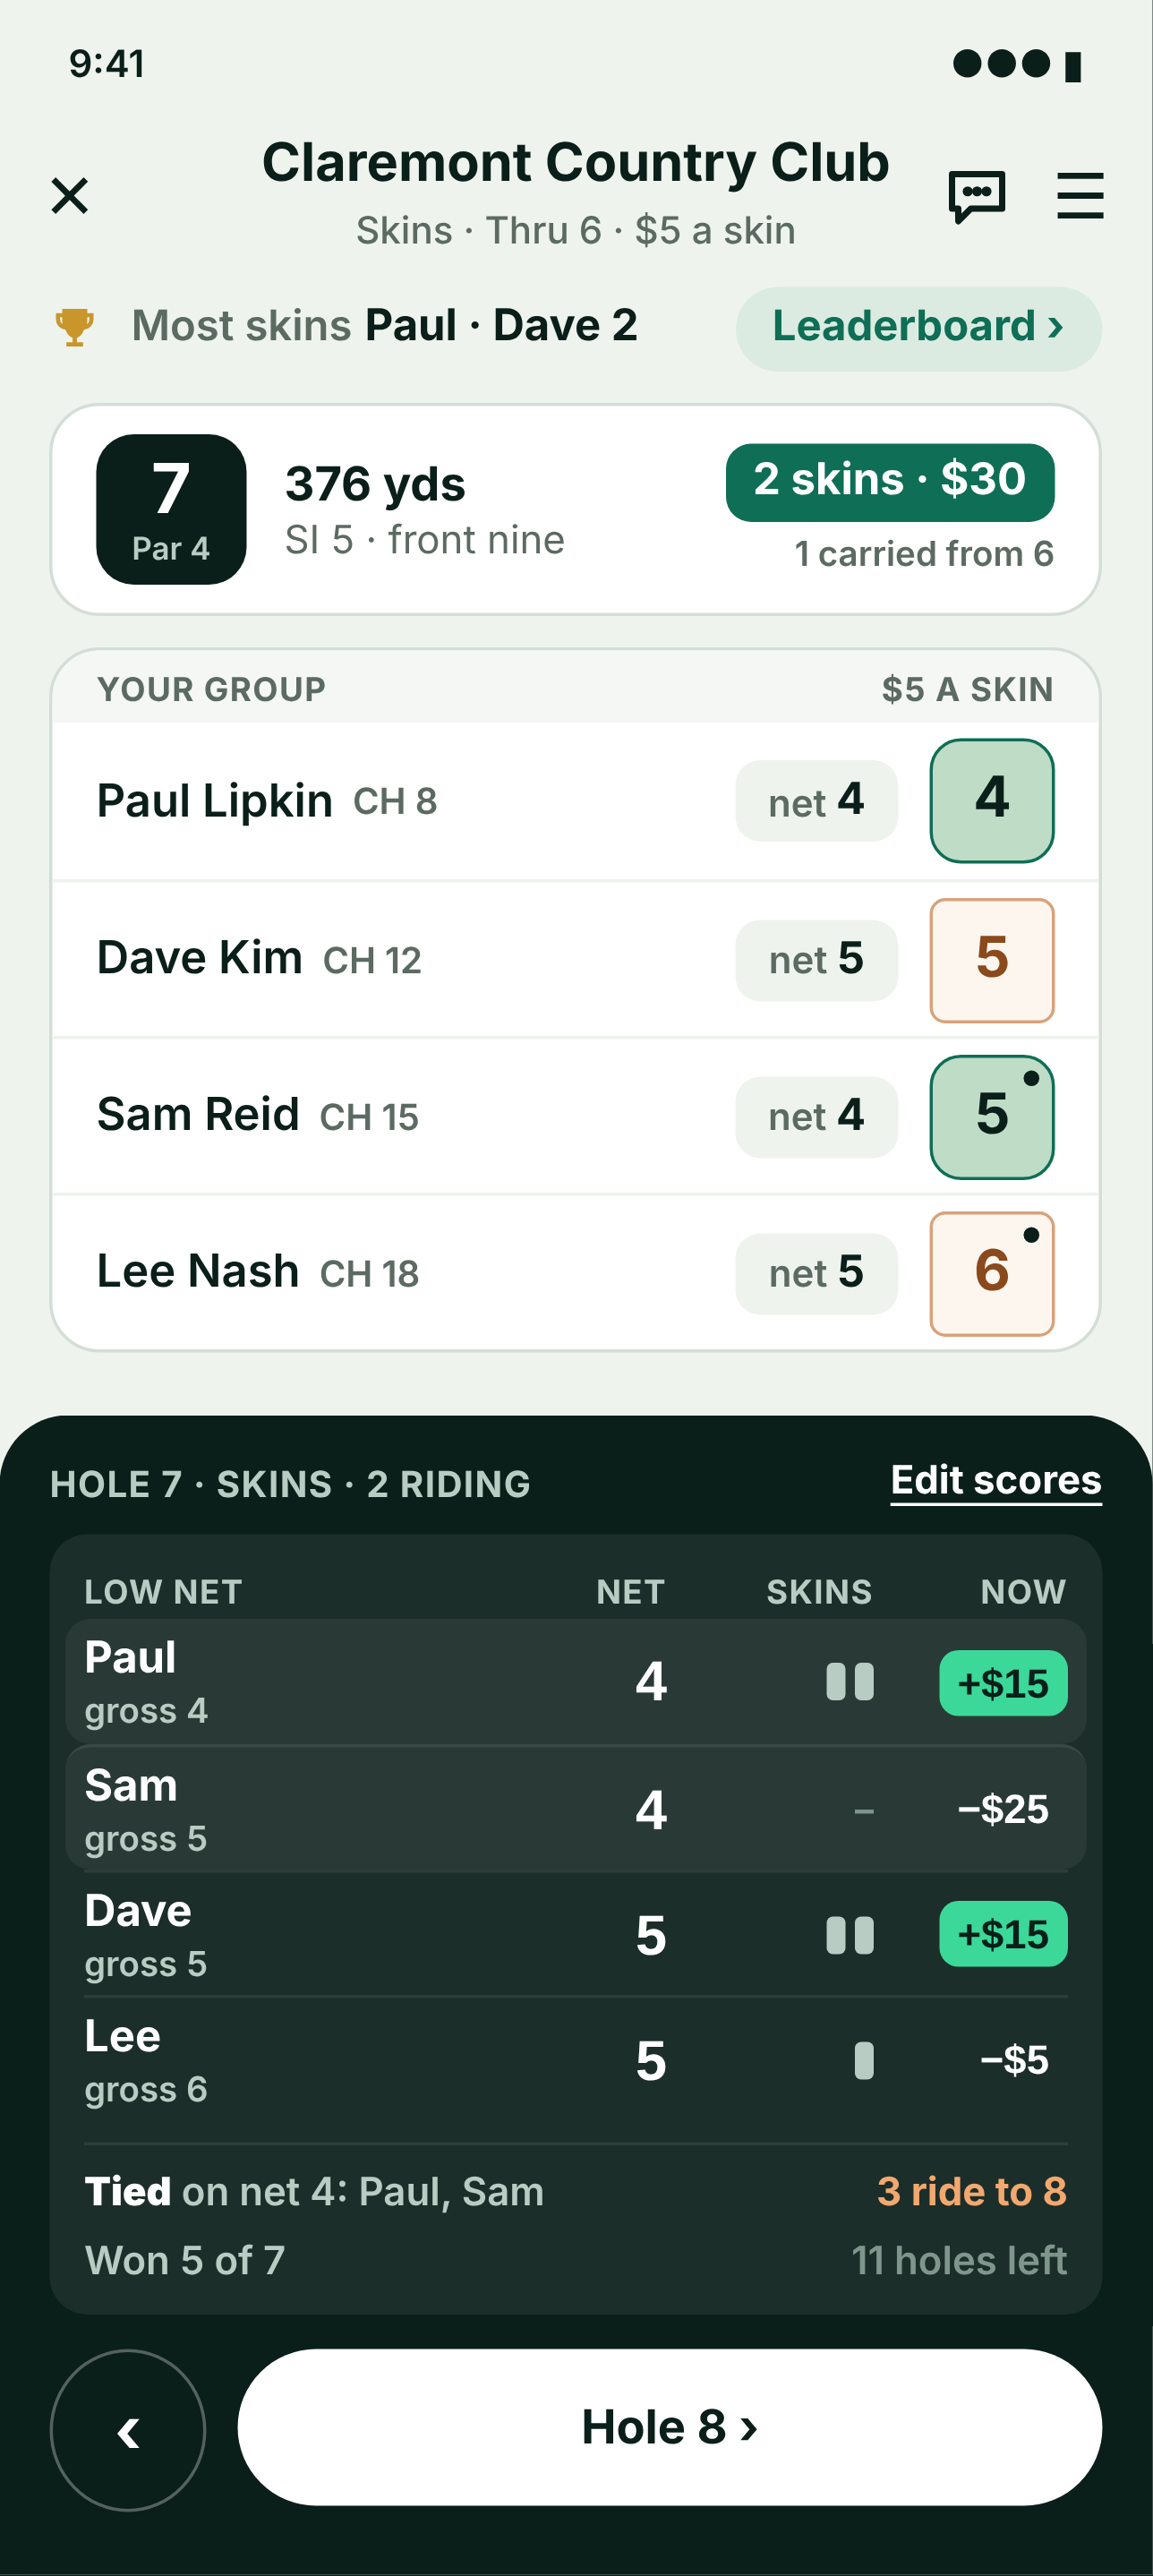 9:41
Claremont Country Club
Skins · Thru 6 · $5 a skin
Most skins Paul · Dave 2
Leaderboard ›
7
Par 4
376 yds
SI 5 · front nine
2 skins · $30
1 carried from 6
YOUR GROUP
$5 A SKIN
Paul Lipkin CH 8
net 4
4
Dave Kim CH 12
net 5
5
Sam Reid CH 15
net 4
5
Lee Nash CH 18
net 5
6
HOLE 7 · SKINS · 2 RIDING
Edit scores
LOW NET NET SKINS NOW
Paul
gross 4
4
+$15
Sam
gross 5
4 – −$25
Dave
gross 5
5
+$15
Lee
gross 6
5
−$5
Tied on net 4: Paul, Sam
3 ride to 8
Won 5 of 7
11 holes left
‹
Hole 8 ›